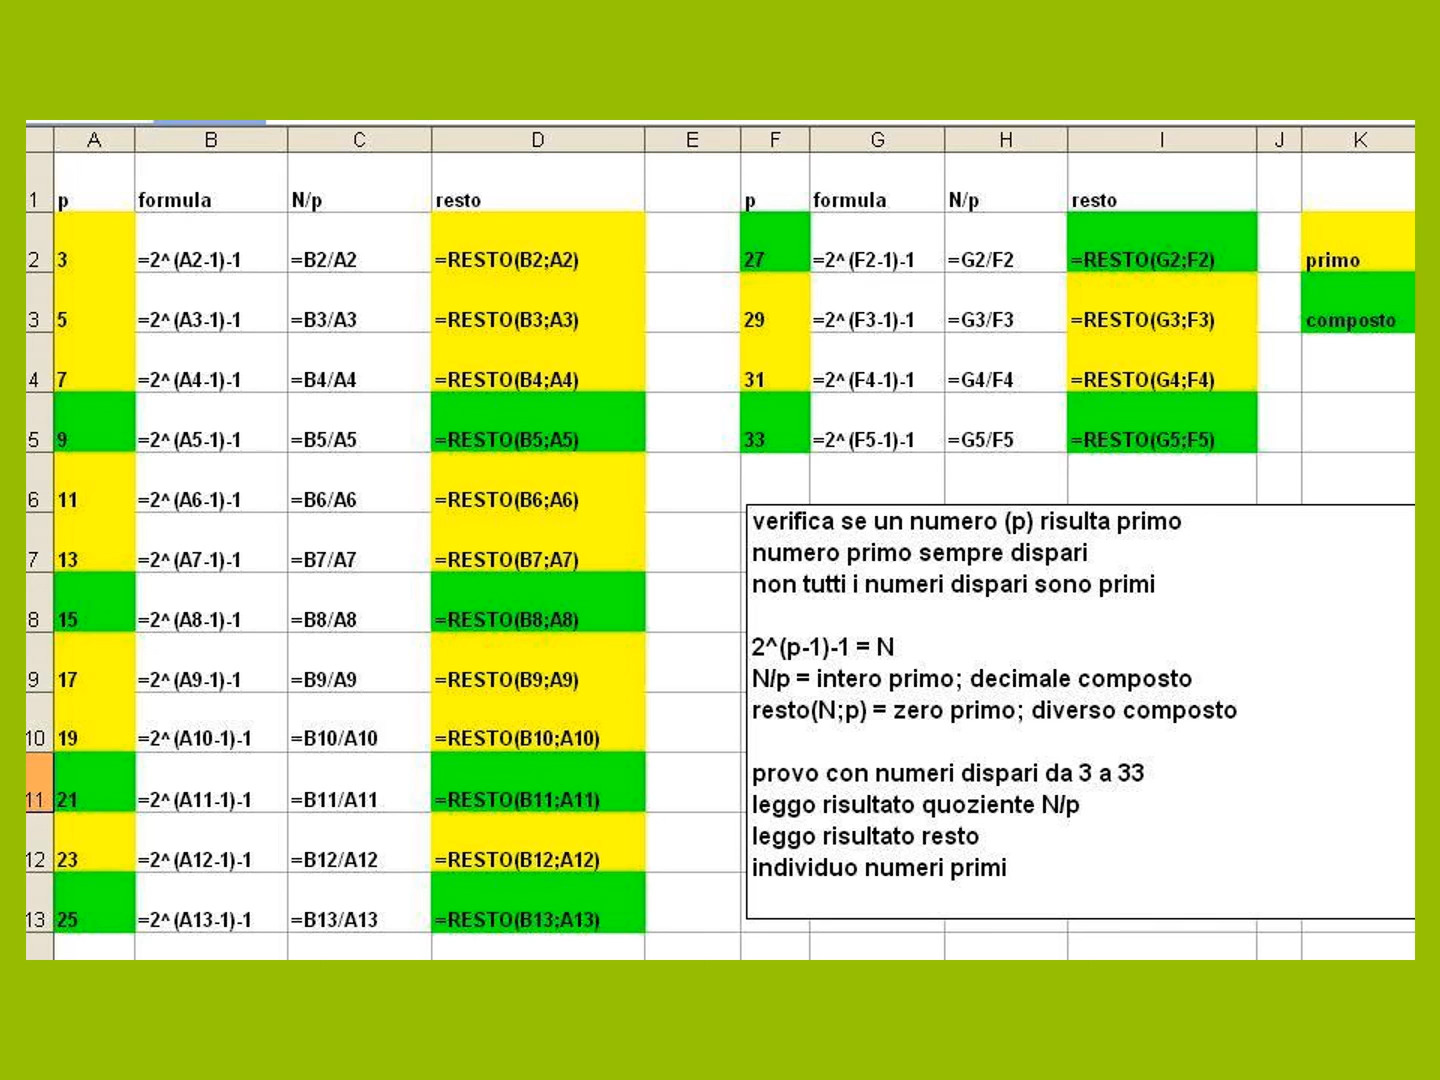 A B C D E F G H I J K
1 p formula N/p resto p formula N/p resto
2 3 =2^(A2-1)-1 =B2/A2 =RESTO(B2;A2) 27 =2^(F2-1)-1 =G2/F2 =RESTO(G2;F2) primo
3 5 =2^(A3-1)-1 =B3/A3 =RESTO(B3;A3) 29 =2^(F3-1)-1 =G3/F3 =RESTO(G3;F3) composto
4 7 =2^(A4-1)-1 =B4/A4 =RESTO(B4;A4) 31 =2^(F4-1)-1 =G4/F4 =RESTO(G4;F4)
5 9 =2^(A5-1)-1 =B5/A5 =RESTO(B5;A5) 33 =2^(F5-1)-1 =G5/F5 =RESTO(G5;F5)
6 11 =2^(A6-1)-1 =B6/A6 =RESTO(B6;A6)
7 13 =2^(A7-1)-1 =B7/A7 =RESTO(B7;A7)
8 15 =2^(A8-1)-1 =B8/A8 =RESTO(B8;A8)
9 17 =2^(A9-1)-1 =B9/A9 =RESTO(B9;A9)
10 19 =2^(A10-1)-1 =B10/A10 =RESTO(B10;A10)
11 21 =2^(A11-1)-1 =B11/A11 =RESTO(B11;A11)
12 23 =2^(A12-1)-1 =B12/A12 =RESTO(B12;A12)
13 25 =2^(A13-1)-1 =B13/A13 =RESTO(B13;A13)
verifica se un numero (p) risulta primo
numero primo sempre dispari
non tutti i numeri dispari sono primi
2^(p-1)-1 = N
N/p = intero primo; decimale composto
resto(N;p) = zero primo; diverso composto
provo con numeri dispari da 3 a 33
leggo risultato quoziente N/p
leggo risultato resto
individuo numeri primi